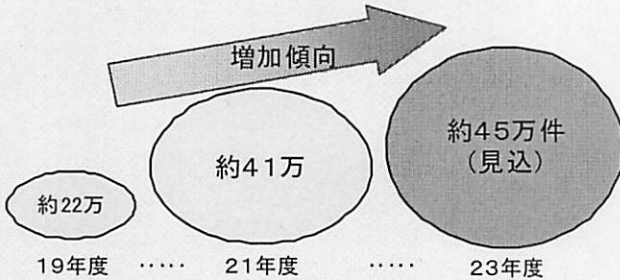 増加傾向
約22万
約41万
約45万件
(見込)
19年度 ‥‥‥ 21年度 ‥‥‥ 23年度